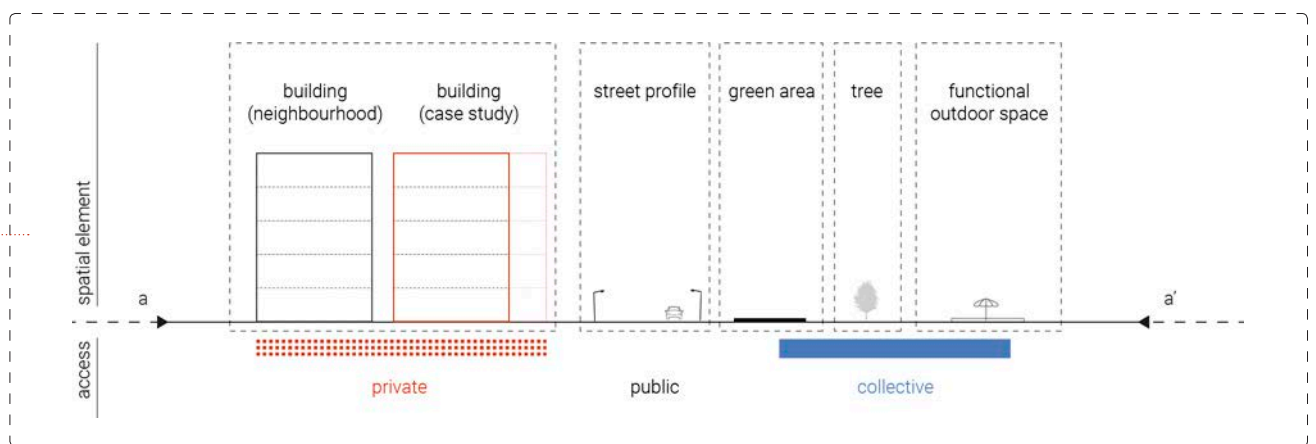 spatial element
building
(neighbourhood)
building
(case study)
street profile
green area
tree
functional
outdoor space
a
a'
access
private
public
collective